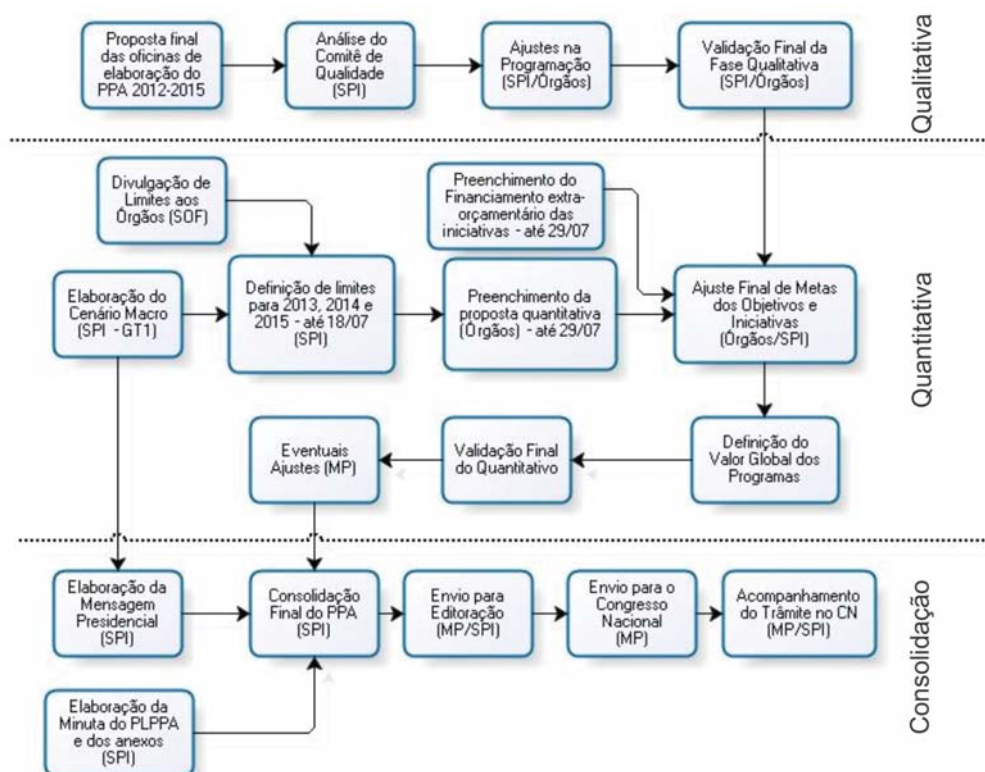 Proposta final
das oficinas de
elaboração do
PPA 2012-2015
Análise do
Comitê de
Qualidade
(SPI)
Ajustes na
Programação
(SPI/Órgãos)
Validação Final da
Fase Qualitativa
(SPI/Órgãos)
Qualitativa
Divulgação de
Limites aos
Órgãos (SOF)
Preenchimento do
Financiamento extra-
orçamentário das
iniciativas - até 29/07
Elaboração do
Cenário Macro
(SPI - GT1)
Definição de limites
para 2013, 2014 e
2015 - até 18/07
(SPI)
Preenchimento da
proposta quantitativa
(Órgãos) - até 29/07
Ajuste Final de Metas
dos Objetivos e
Iniciativas
(Órgãos/SPI)
Quantitativa
Eventuais
Ajustes (MP)
Validação Final
do Quantitativo
Definição do
Valor Global dos
Programas
Elaboração da
Mensagem
Presidencial
(SPI)
Consolidação
Final do PPA
(SPI)
Envio para
Editoração
(MP/SPI)
Envio para o
Congresso
Nacional
(MP)
Acompanhamento
do Trâmite no CN
(MP/SPI)
Consolidação
Elaboração da
Minuta do PLPPA
e dos anexos
(SPI)